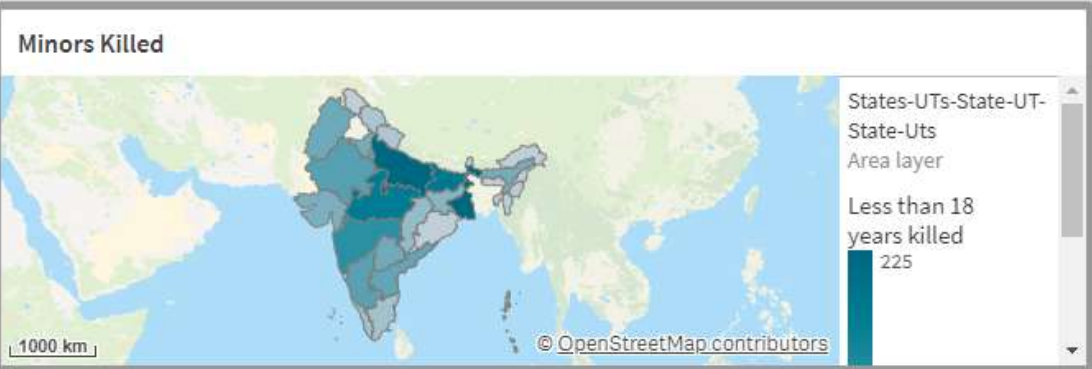 Minors Killed
States-UTs-State-UT-
State-Uts
Area layer
Less than 18
years killed
225
1000 km
© OpenStreetMap contributors